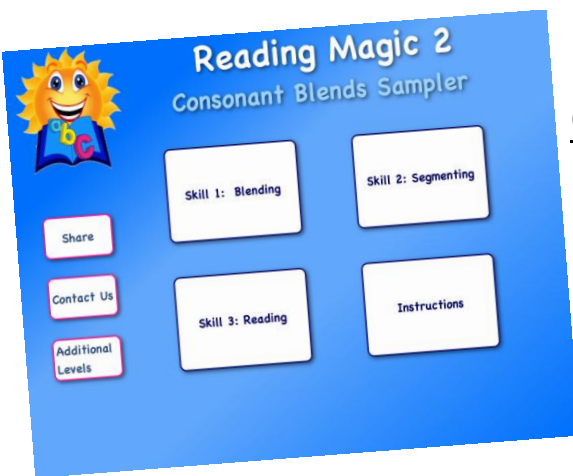 Reading Magic 2
Consonant Blends Sampler
abC
Skill 1: Blending
Skill 2: Segmenting
Share
Contact Us
Skill 3: Reading
Instructions
Additional
Levels